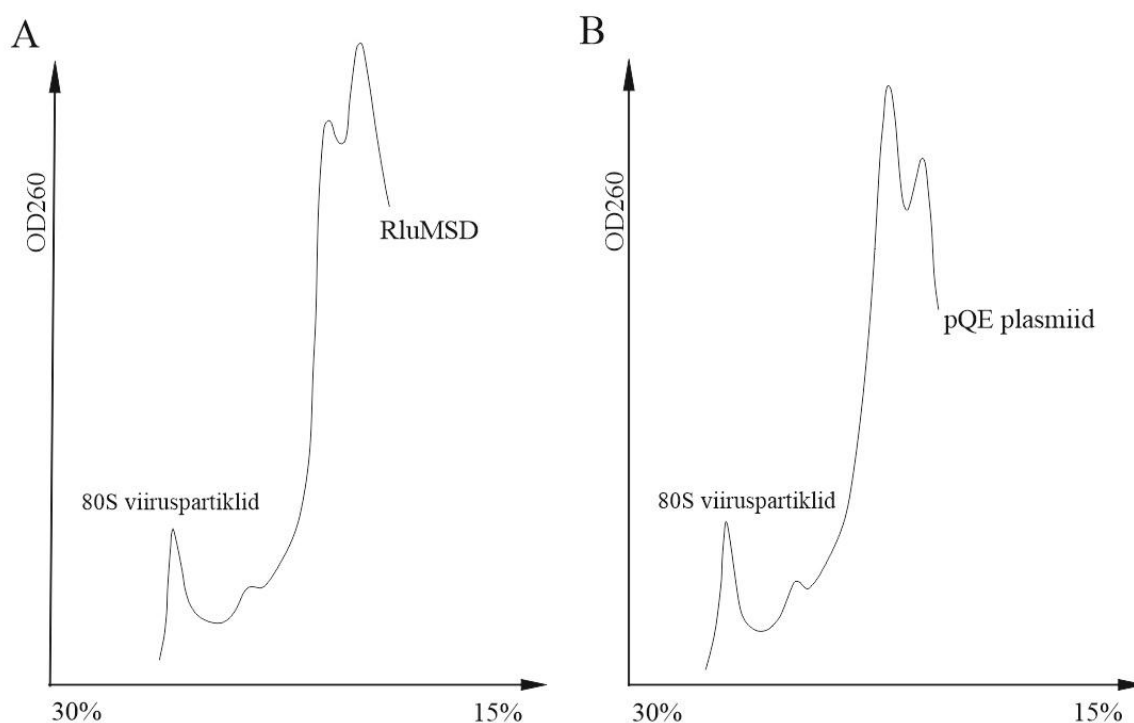 A
OD260
RluMSD
80S viiruspartiklid
30%
15%
B
OD260
pQE plasmiid
80S viiruspartiklid
30%
15%